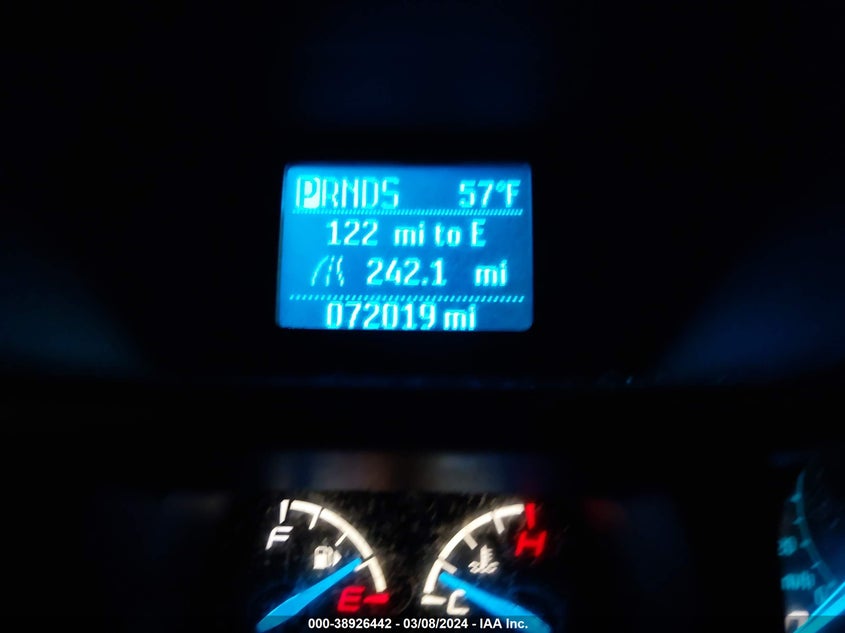 PRNDS 57°F
122 mi to E
242.1 mi
072019 mi
F
E
H
C
000-38926442 - 03/08/2024 - IAA Inc.